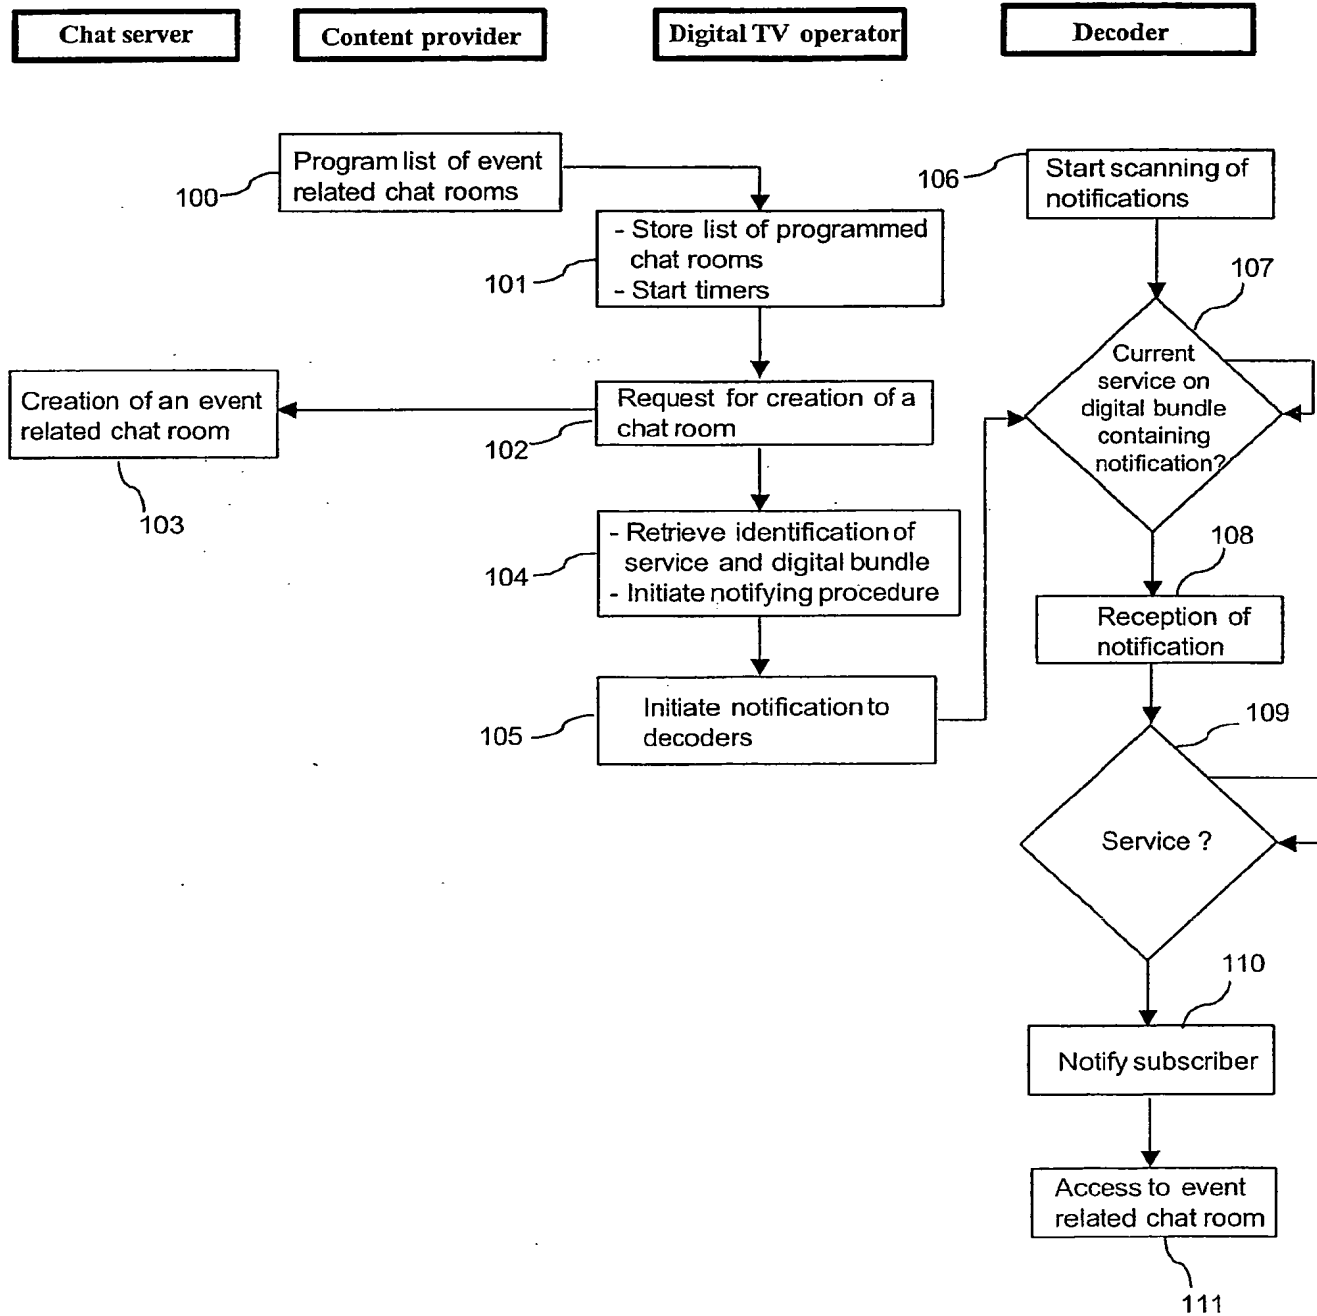 Chat server
Content provider
Digital TV operator
Decoder
Program list of event
related chat rooms
100
- Store list of programmed
chat rooms
- Start timers
101
Request for creation of a
chat room
102
Creation of an event
related chat room
103
- Retrieve identification of
service and digital bundle
- Initiate notifying procedure
104
Initiate notification to
decoders
105
Start scanning of
notifications
106
107
Current
service on
digital bundle
containing
notification?
108
Reception of
notification
109
Service ?
110
Notify subscriber
Access to event
related chat room
111